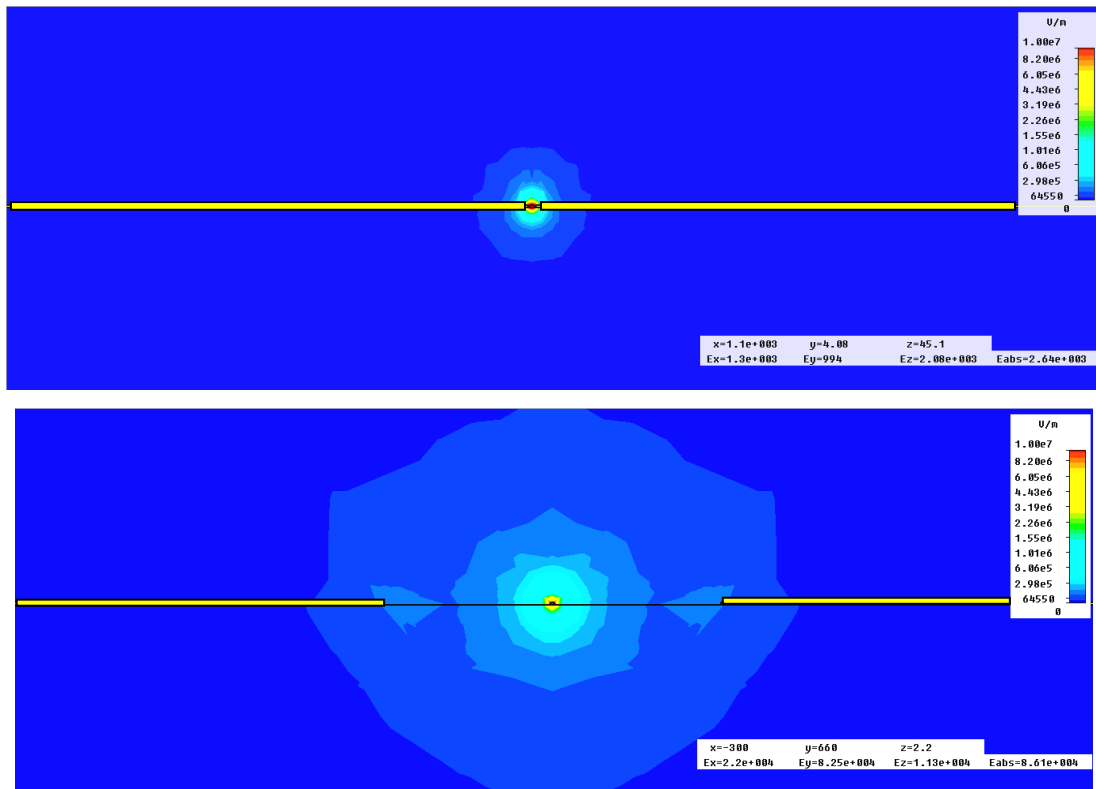 V/m
1.00e7
8.20e6
6.05e6
4.43e6
3.19e6
2.26e6
1.55e6
1.01e6
6.06e5
2.98e5
64550
0
x=1.1e+003 y=4.08 z=45.1
Ex=1.3e+003 Ey=994 Ez=2.08e+003 Eabs=2.64e+003
V/m
1.00e7
8.20e6
6.05e6
4.43e6
3.19e6
2.26e6
1.55e6
1.01e6
6.06e5
2.98e5
64550
0
x=-300 y=660 z=2.2
Ex=2.2e+004 Ey=8.25e+004 Ez=1.13e+004 Eabs=8.61e+004